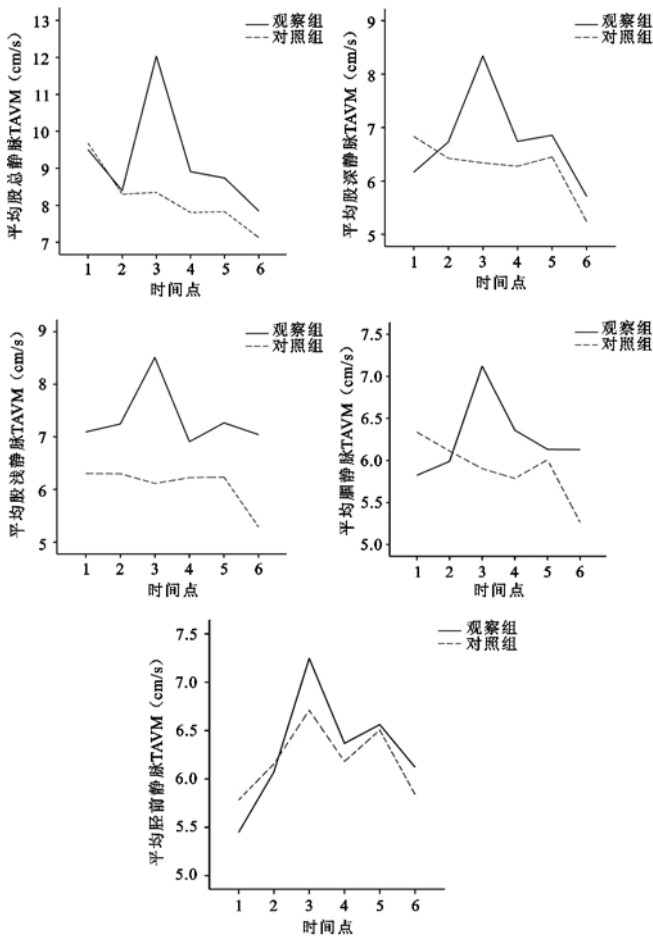 平均股总静脉TAVM（cm/s）
13
12
11
10
9
8
7
1 2 3 4 5 6
时间点
观察组
对照组
平均股深静脉TAVM（cm/s）
9
8
7
6
5
1 2 3 4 5 6
时间点
观察组
对照组
平均股浅静脉TAVM（cm/s）
9
8
7
6
5
1 2 3 4 5 6
时间点
观察组
对照组
平均腘静脉TAVM（cm/s）
7.5
7.0
6.5
6.0
5.5
5.0
1 2 3 4 5 6
时间点
观察组
对照组
平均胫前静脉TAVM（cm/s）
7.5
7.0
6.5
6.0
5.5
5.0
1 2 3 4 5 6
时间点
观察组
对照组